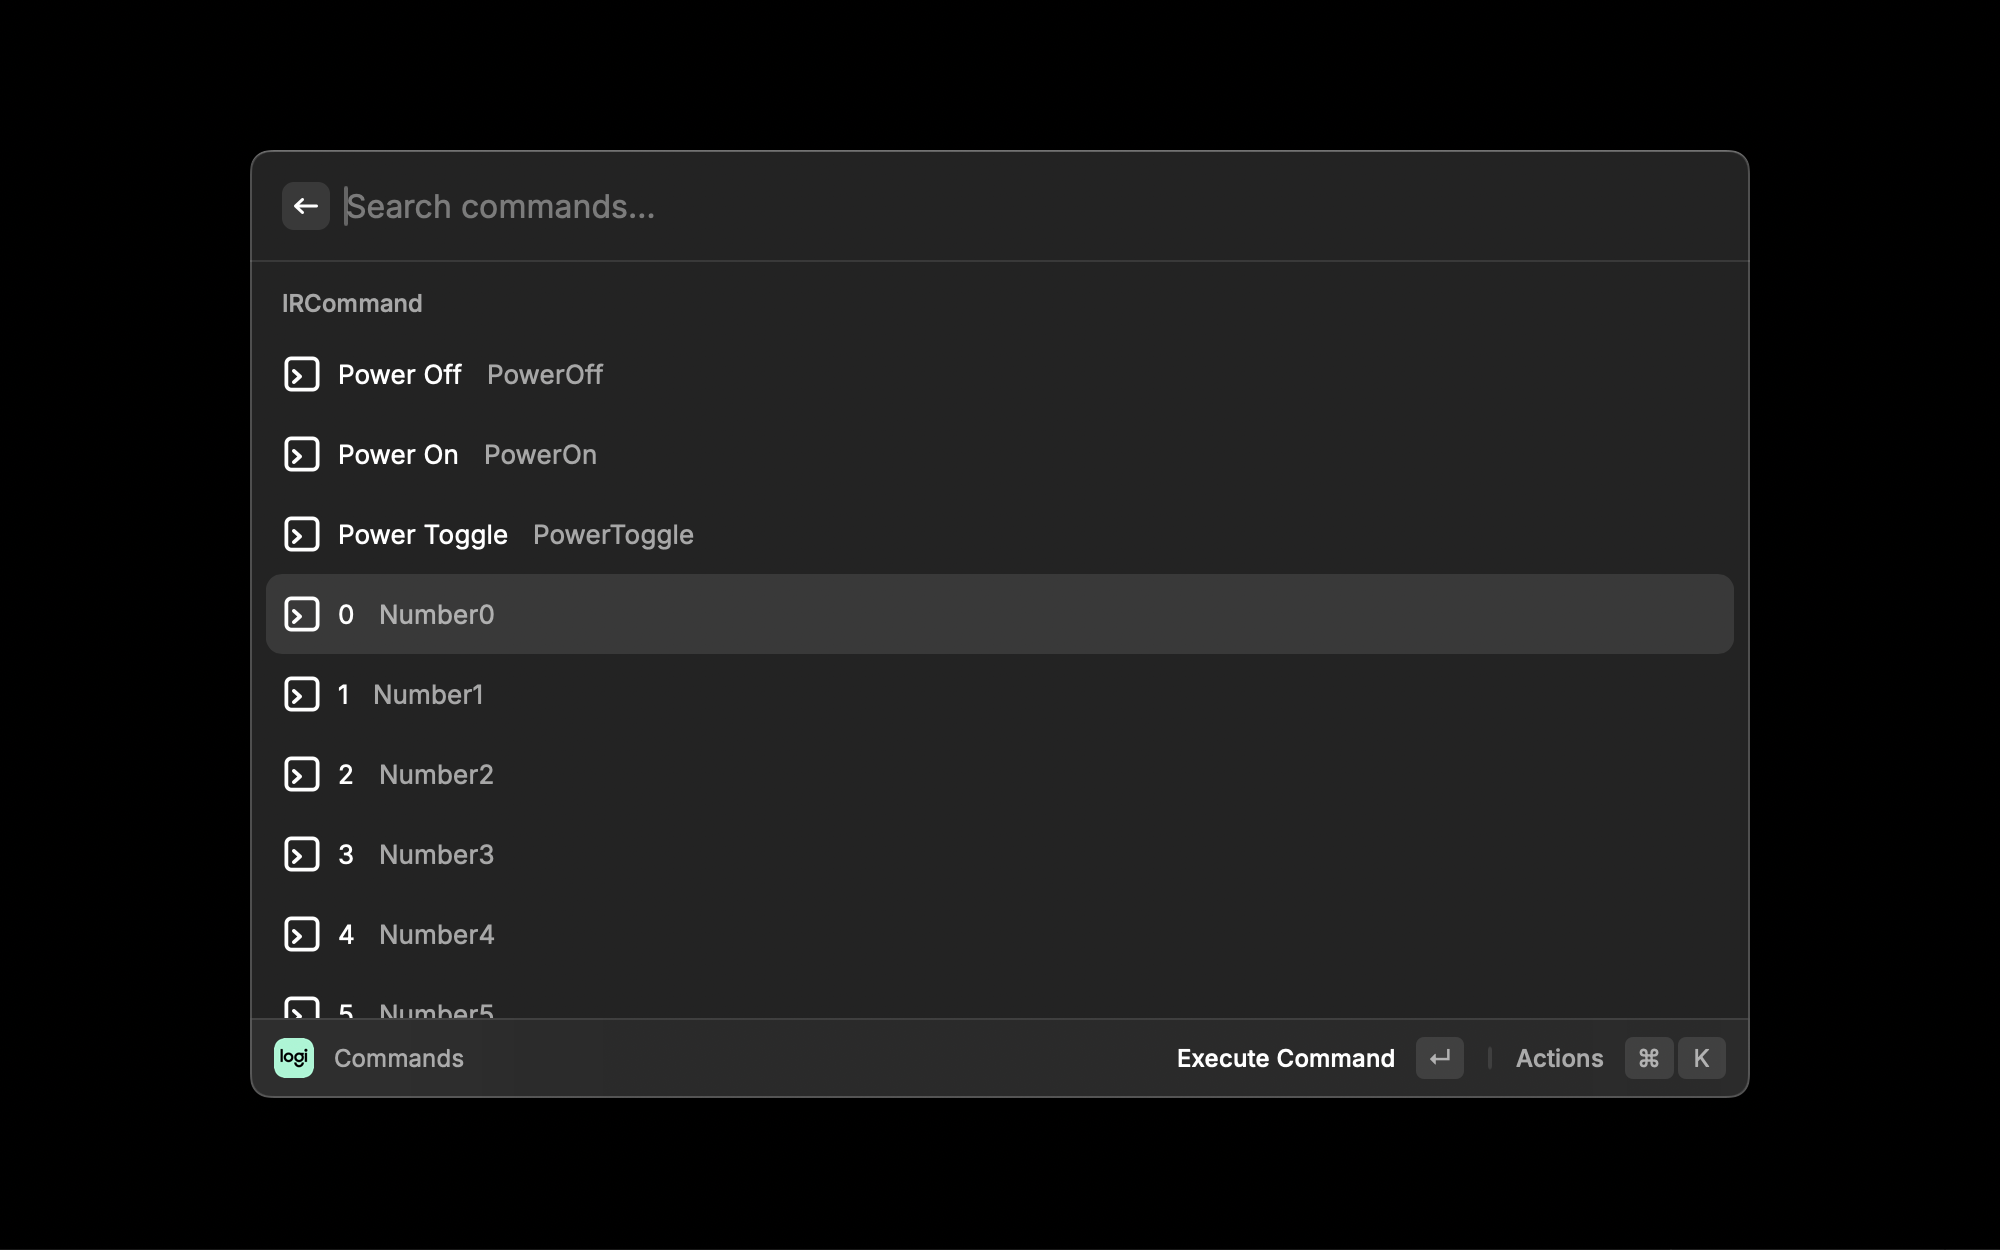 Search commands...
IRCommand
Power Off PowerOff
Power On PowerOn
Power Toggle PowerToggle
0 Number0
1 Number1
2 Number2
3 Number3
4 Number4
5 Number5
logi Commands Execute Command ↵ Actions ⌘ K